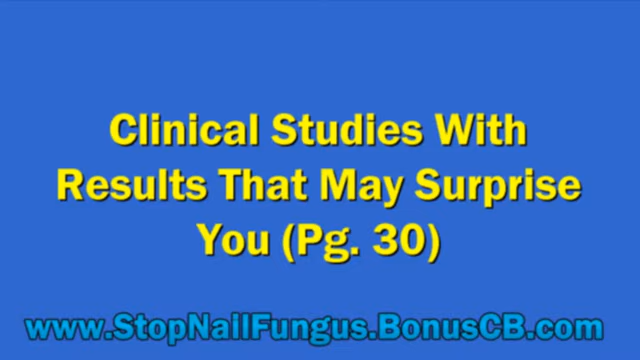 Clinical Studies With
Results That May Surprise
You (Pg. 30)
www.StopNailFungus.BonusCB.com